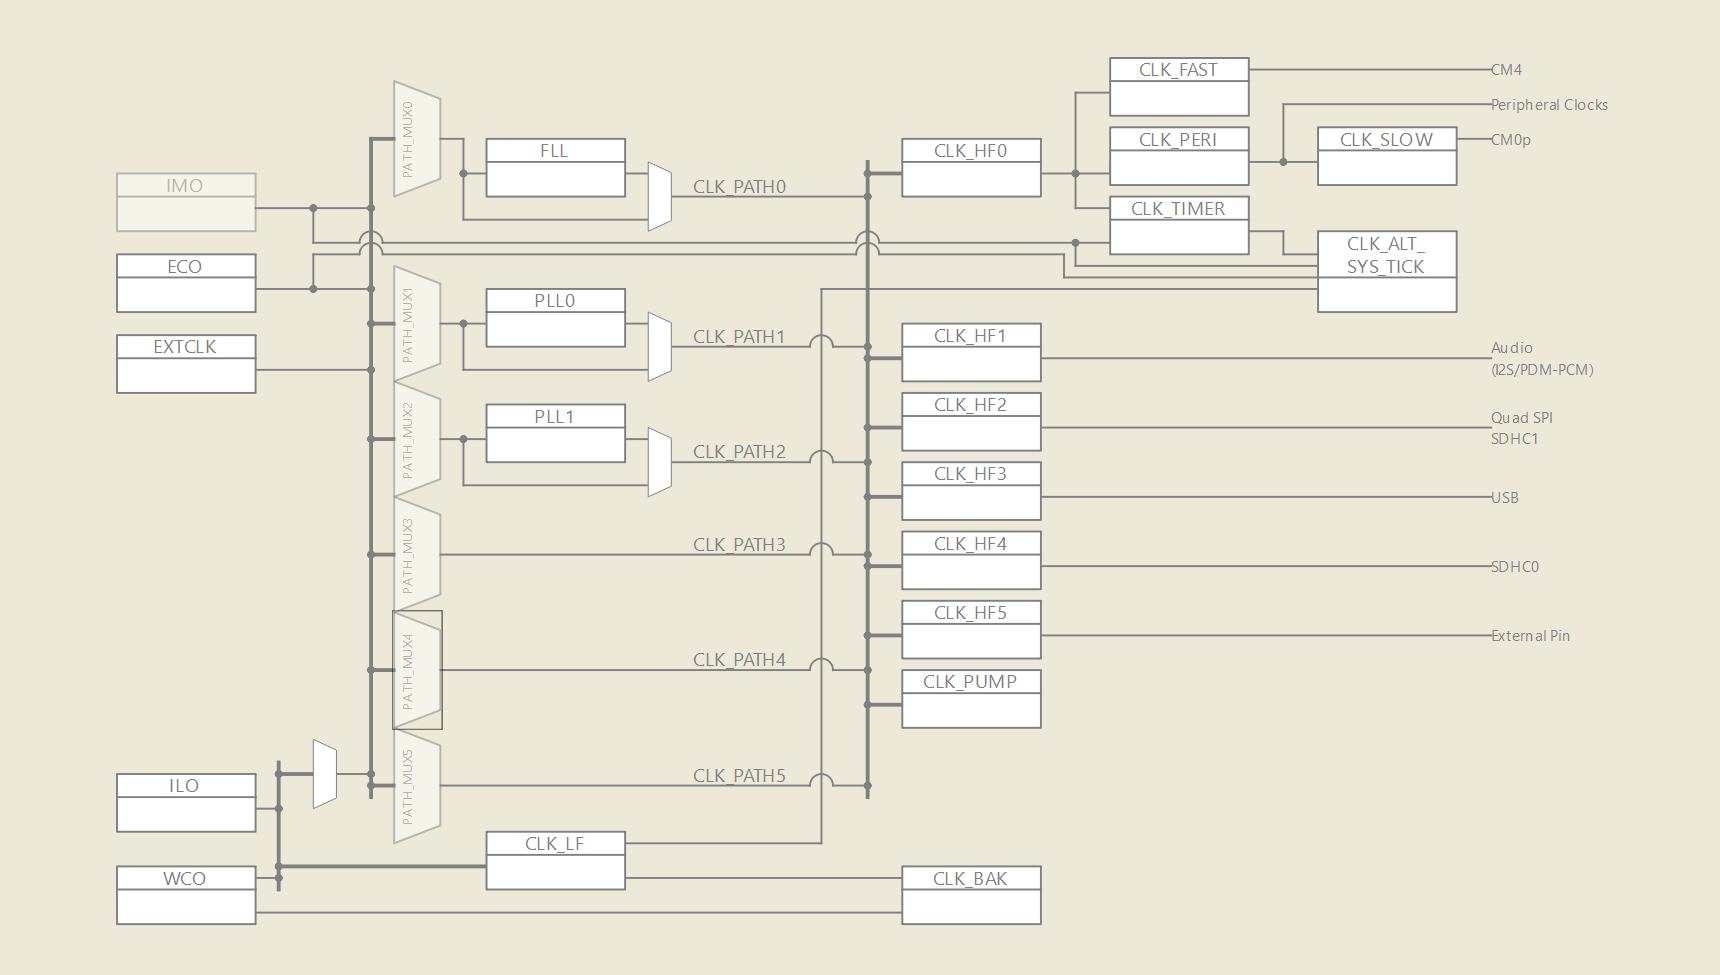 IMO
ECO
EXTCLK
ILO
WCO
PATH_MUX0
PATH_MUX1
PATH_MUX2
PATH_MUX3
PATH_MUX4
PATH_MUX5
FLL
PLL0
PLL1
CLK_LF
CLK_PATH0
CLK_PATH1
CLK_PATH2
CLK_PATH3
CLK_PATH4
CLK_PATH5
CLK_HF0
CLK_HF1
CLK_HF2
CLK_HF3
CLK_HF4
CLK_HF5
CLK_PUMP
CLK_BAK
CLK_FAST
CLK_PERI
CLK_TIMER
CLK_SLOW
CLK_ALT_
SYS_TICK
CM4
Peripheral Clocks
CM0p
Audio
(I2S/PDM-PCM)
Quad SPI
SDHC1
USB
SDHC0
External Pin